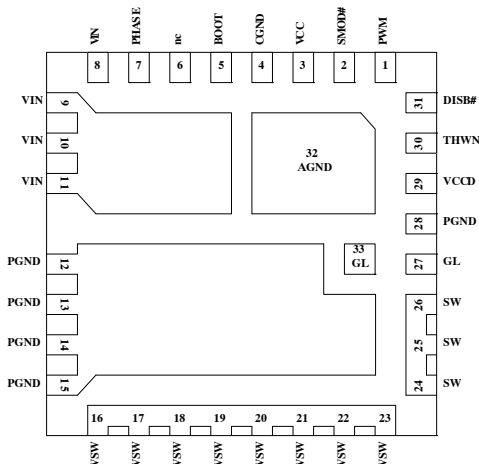 VIN PHASE nc BOOT CGND VCC SMOD# PWM
8 7 6 5 4 3 2 1
VIN 9 31 DISB#
VIN 10 30 THWN
VIN 11 32 AGND 29 VCCD
28 PGND
PGND 12 33 GL 27 GL
PGND 13 26 SW
PGND 14 25 SW
PGND 15 24 SW
16 17 18 19 20 21 22 23
VSW VSW VSW VSW VSW VSW VSW VSW